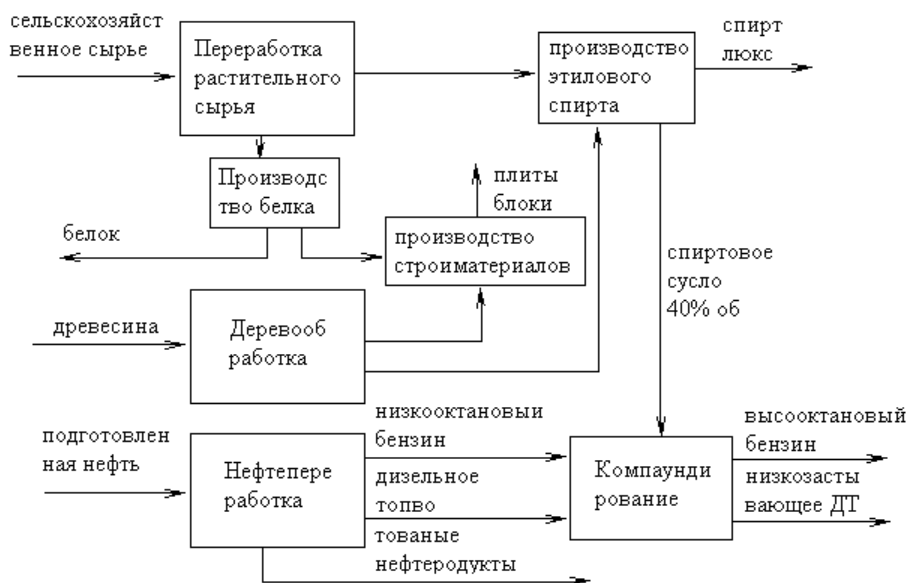 сельскохозяйст
венное сырье
Переработка
растительного
сырья
производство
этилового
спирта
спирт
люкс
Производс
тво белка
плиты
блоки
белок
производство
строиматериалов
спиртовое
сусло
40% об
древесина
Деревооб
работка
подготовлен
ная нефть
Нефтепере
работка
низкооктановыи
бензин
дизельное
топво
тованые
нефтеродукты
Компаунди
рование
высооктановый
бензин
низкозасты
вающее ДТ